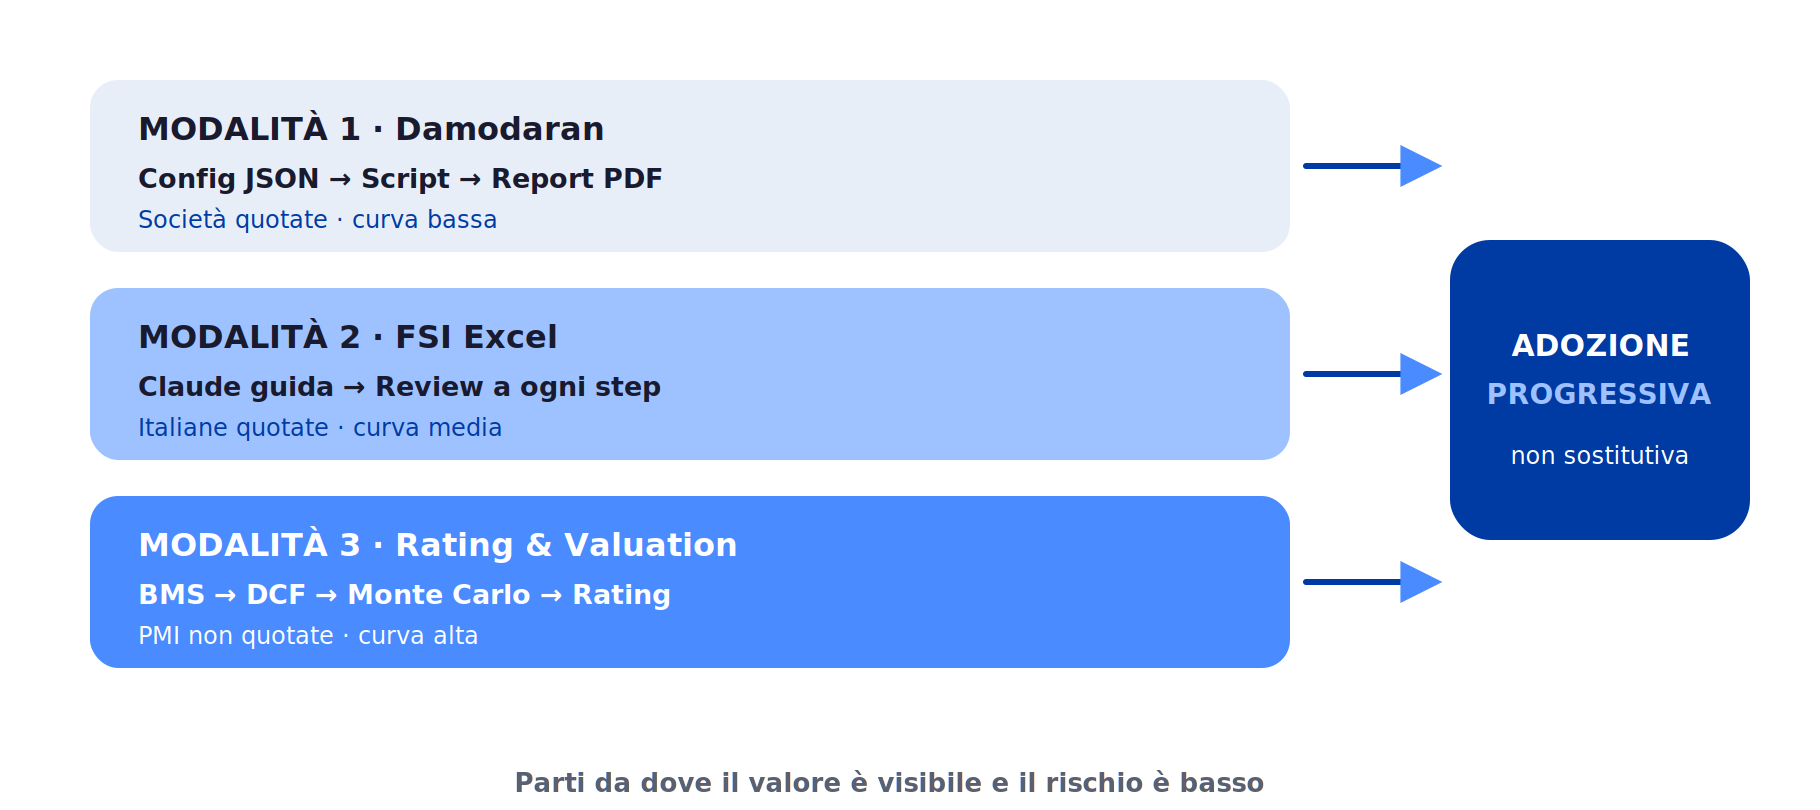 MODALITÀ 1 · Damodaran
Config JSON → Script → Report PDF
Società quotate · curva bassa
MODALITÀ 2 · FSI Excel
Claude guida → Review a ogni step
Italiane quotate · curva media
MODALITÀ 3 · Rating & Valuation
BMS → DCF → Monte Carlo → Rating
PMI non quotate · curva alta
ADOZIONE
PROGRESSIVA
non sostitutiva
Parti da dove il valore è visibile e il rischio è basso